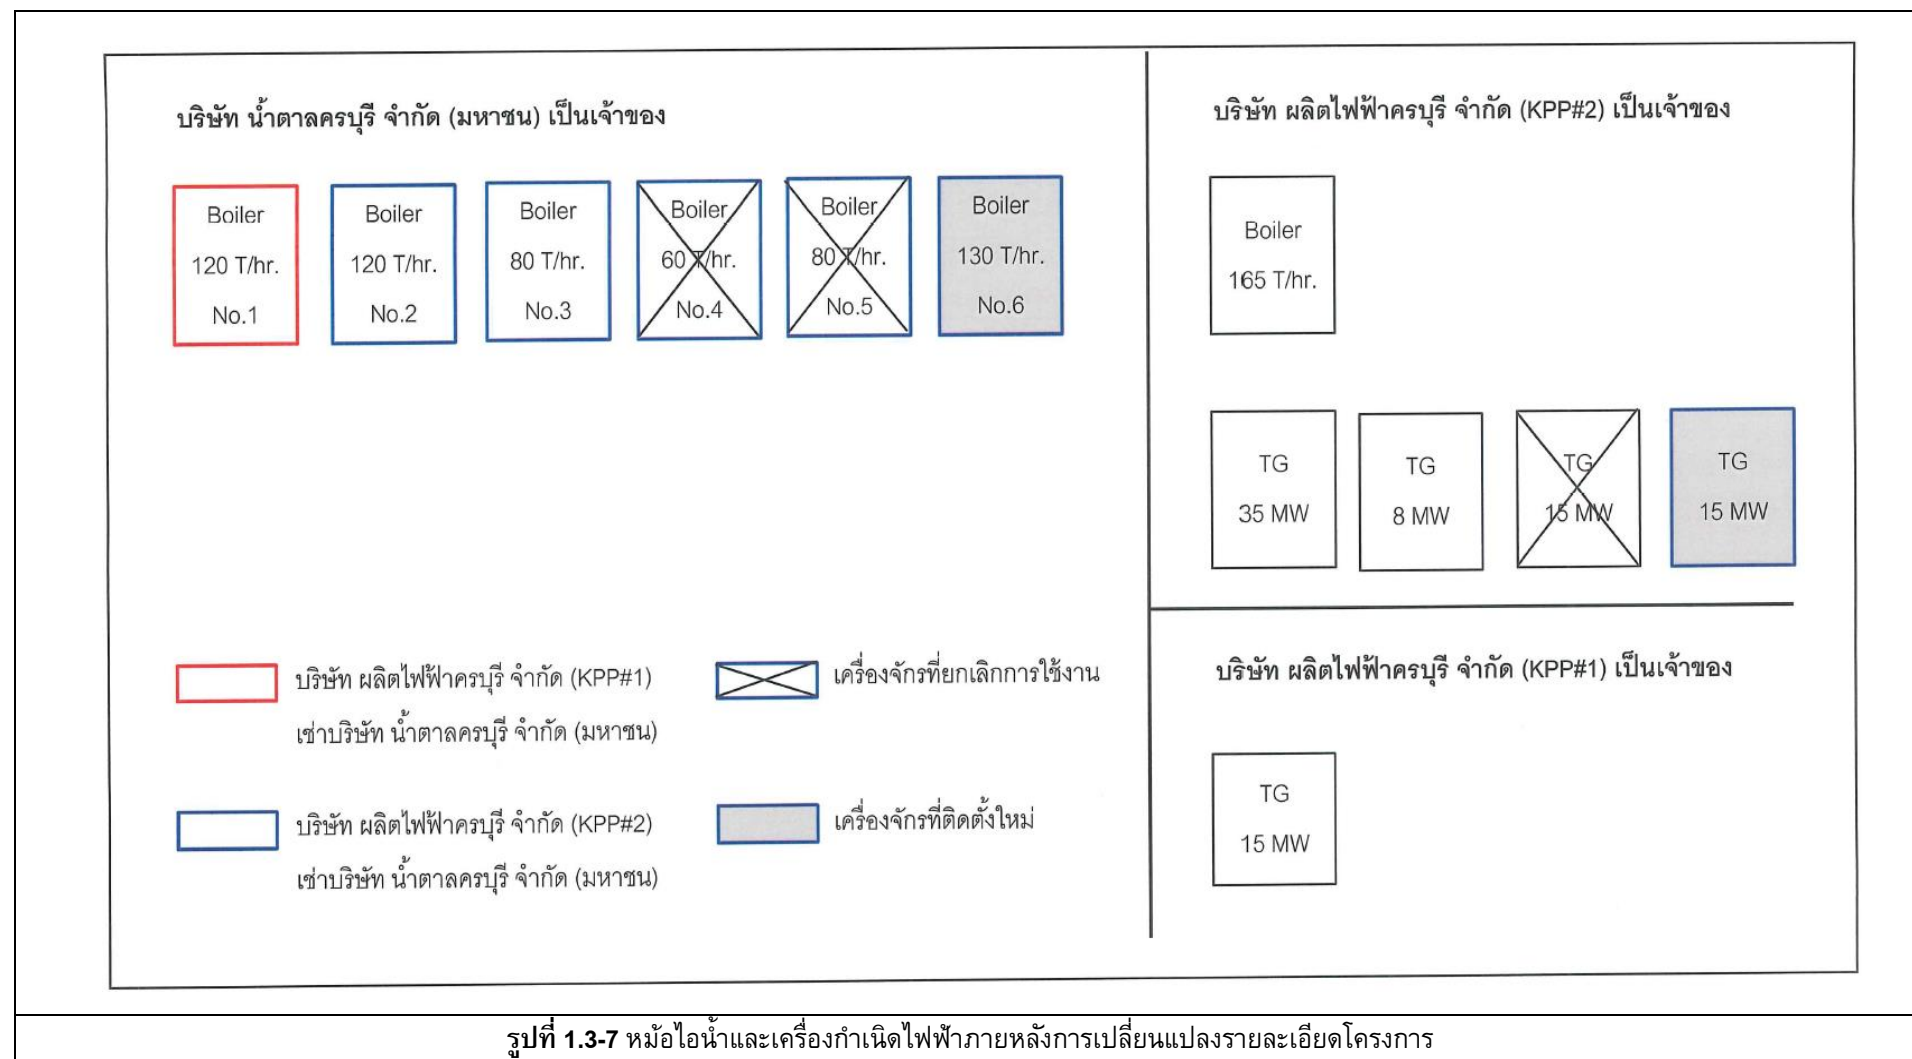 บริษัท น้ำตาลครบุรี จำกัด (มหาชน) เป็นเจ้าของ
Boiler
120 T/hr.
No.1
Boiler
120 T/hr.
No.2
Boiler
80 T/hr.
No.3
Boiler
60 T/hr.
No.4
Boiler
80 T/hr.
No.5
Boiler
130 T/hr.
No.6
บริษัท ผลิตไฟฟ้าครบุรี จำกัด (KPP#1)
เช่าบริษัท น้ำตาลครบุรี จำกัด (มหาชน)
เครื่องจักรที่ยกเลิกการใช้งาน
บริษัท ผลิตไฟฟ้าครบุรี จำกัด (KPP#2)
เช่าบริษัท น้ำตาลครบุรี จำกัด (มหาชน)
เครื่องจักรที่ติดตั้งใหม่
บริษัท ผลิตไฟฟ้าครบุรี จำกัด (KPP#2) เป็นเจ้าของ
Boiler
165 T/hr.
TG
35 MW
TG
8 MW
TG
15 MW
TG
15 MW
บริษัท ผลิตไฟฟ้าครบุรี จำกัด (KPP#1) เป็นเจ้าของ
TG
15 MW
รูปที่ 1.3-7 หม้อไอน้ำและเครื่องกำเนิดไฟฟ้าภายหลังการเปลี่ยนแปลงรายละเอียดโครงการ